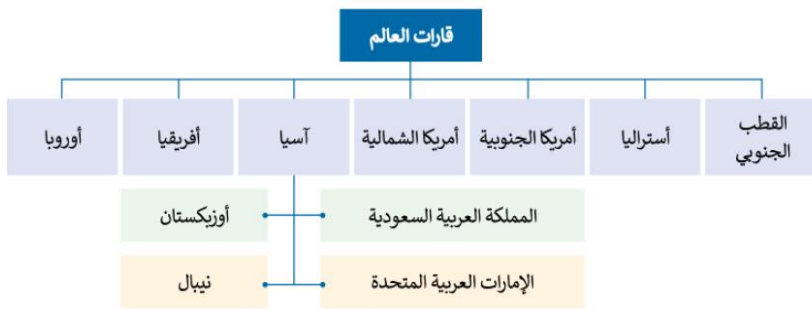 قارات العالم
القطب
الجنوبي
أستراليا
أمريكا الجنوبية
أمريكا الشمالية
آسيا
أفريقيا
أوروبا
المملكة العربية السعودية
أوزبكستان
الإمارات العربية المتحدة
نيبال